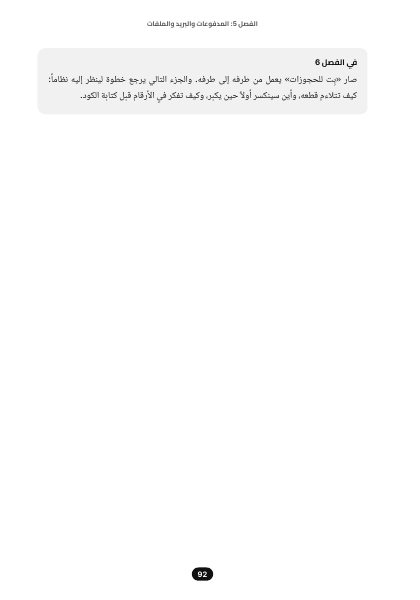 الفصل 5: المدفوعات والبريد والملفات
في الفصل 6
صار «بِت للحجوزات» يعمل من طرفه إلى طرفه. والجزء التالي يرجع خطوة لينظر إليه نظاماً:
كيف تتلاءم قطعه، وأين سينكسر أولاً حين يكبر، وكيف تفكر في الأرقام قبل كتابة الكود.
92